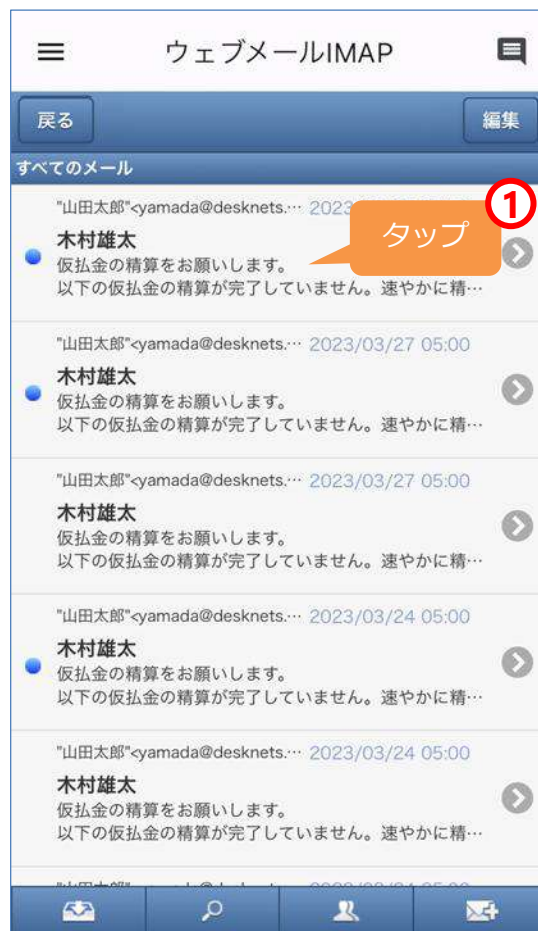 ウェブメールIMAP
戻る
編集
すべてのメール
"山田太郎"<yamada@desknets.… 2023
①
タップ
木村雄太
仮払金の精算をお願いします。
以下の仮払金の精算が完了していません。速やかに精…
"山田太郎"<yamada@desknets.… 2023/03/27 05:00
木村雄太
仮払金の精算をお願いします。
以下の仮払金の精算が完了していません。速やかに精…
"山田太郎"<yamada@desknets.… 2023/03/27 05:00
木村雄太
仮払金の精算をお願いします。
以下の仮払金の精算が完了していません。速やかに精…
"山田太郎"<yamada@desknets.… 2023/03/24 05:00
木村雄太
仮払金の精算をお願いします。
以下の仮払金の精算が完了していません。速やかに精…
"山田太郎"<yamada@desknets.… 2023/03/24 05:00
木村雄太
仮払金の精算をお願いします。
以下の仮払金の精算が完了していません。速やかに精…